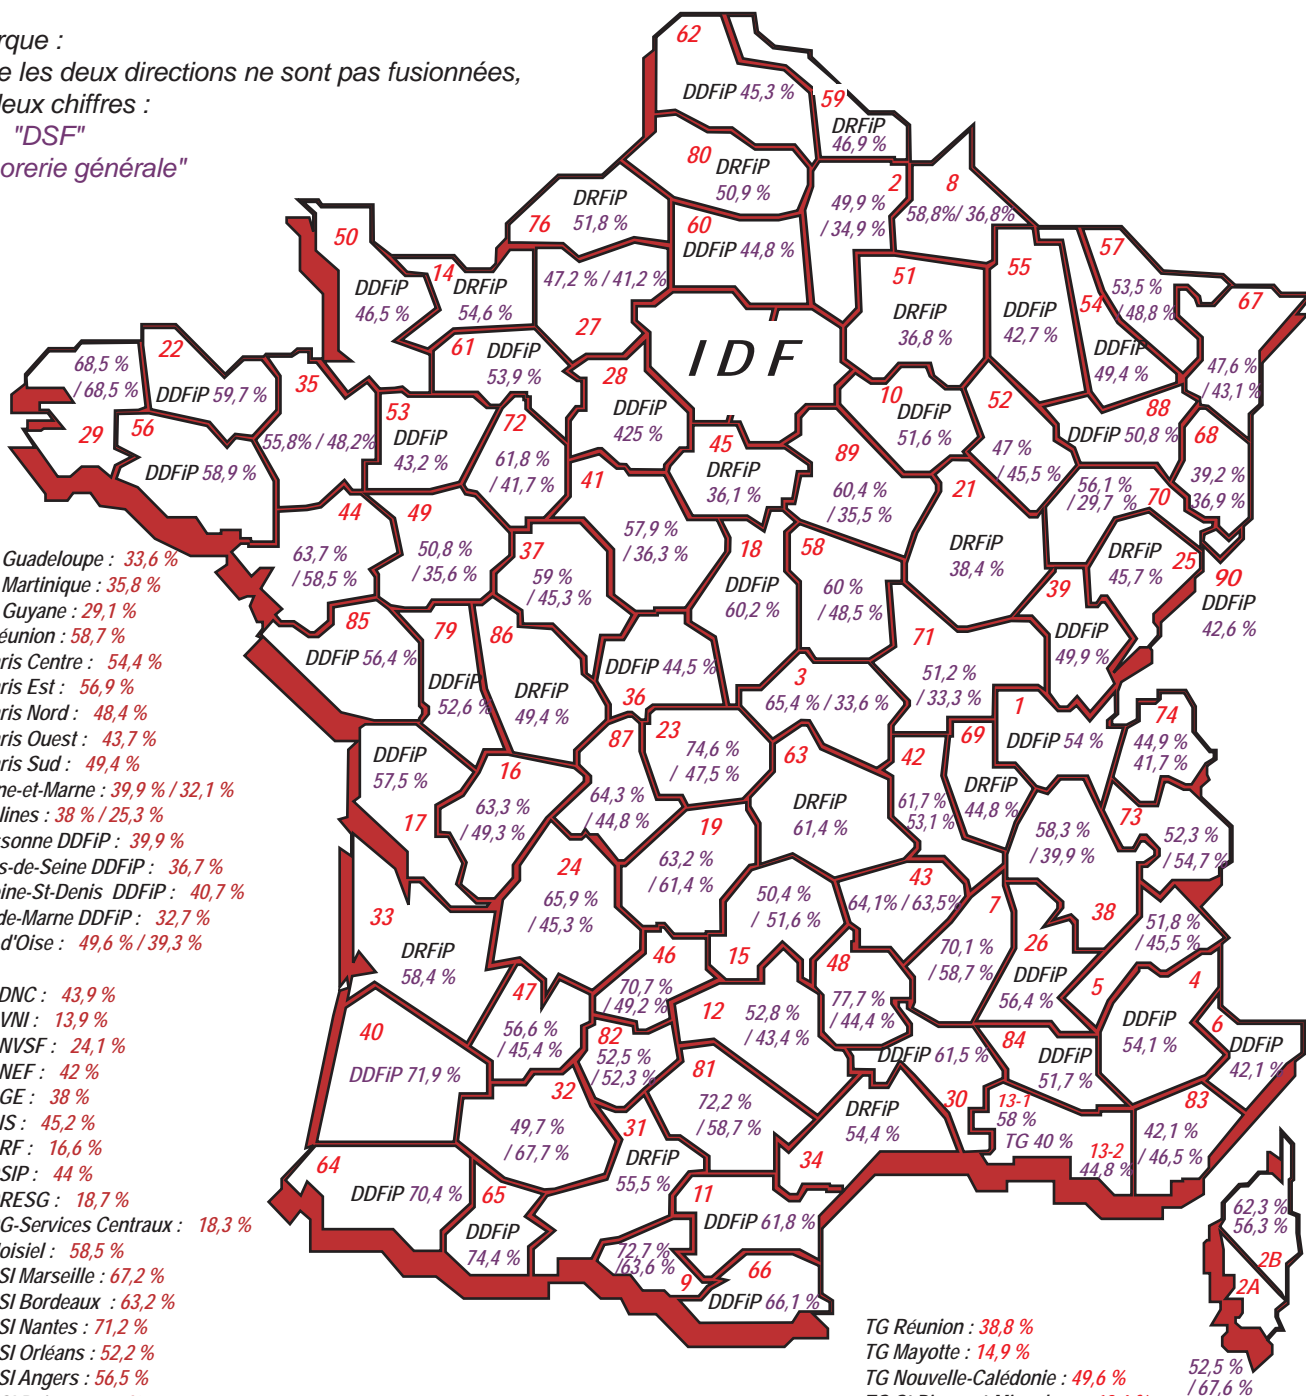 rque :
e les deux directions ne sont pas fusionnées,
deux chiffres :
"DSF"
orerie générale"
62
DDFiP 45,3 %
59
DRFiP
46,9 %
80
DRFiP
50,9 %
2
49,9 %
/ 34,9 %
8
58,8%/ 36,8%
76
DRFiP
51,8 %
60
DDFiP 44,8 %
50
DDFiP
46,5 %
14
DRFiP
54,6 %
47,2 % / 41,2 %
27
51
DRFiP
36,8 %
55
DDFiP
42,7 %
57
53,5 %
/ 48,8 %
54
DDFiP
49,4 %
67
47,6 %
/ 43,1 %
IDF
61
DDFiP
53,9 %
28
DDFiP
425 %
68,5 %
/ 68,5 %
29
22
DDFiP 59,7 %
35
55,8% / 48,2%
56
DDFiP 58,9 %
53
DDFiP
43,2 %
72
61,8 %
/ 41,7 %
45
DRFiP
36,1 %
10
DDFiP
51,6 %
52
47 %
/ 45,5 %
88
DDFiP 50,8 %
68
39,2 %
36,9 %
41
57,9 %
/ 36,3 %
89
60,4 %
/ 35,5 %
21
DRFiP
38,4 %
56,1 %
/ 29,7 %
70
44
63,7 %
/ 58,5 %
49
50,8 %
/ 35,6 %
37
59 %
/ 45,3 %
18
DDFiP
60,2 %
58
60 %
/ 48,5 %
DRFiP
45,7 %
25
90
DDFiP
42,6 %
39
DDFiP
49,9 %
85
DDFiP 56,4 %
79
DDFiP
52,6 %
86
DRFiP
49,4 %
DDFiP 44,5 %
36
71
51,2 %
/ 33,3 %
3
65,4 % / 33,6 %
1
DDFiP 54 %
74
44,9 %
41,7 %
DDFiP
57,5 %
17
16
63,3 %
/ 49,3 %
87
64,3 %
/ 44,8 %
23
74,6 %
/ 47,5 %
63
DRFiP
61,4 %
42
61,7 %
53,1 %
69
DRFiP
44,8 %
58,3 %
/ 39,9 %
38
73
52,3 %
/ 54,7 %
24
65,9 %
/ 45,3 %
19
63,2 %
/ 61,4 %
50,4 %
/ 51,6 %
15
43
64,1% / 63,5%
7
70,1 %
/ 58,7 %
26
DDFiP
56,4 %
51,8 %
/ 45,5 %
5
4
DDFiP
54,1 %
6
DDFiP
42,1 %
33
DRFiP
58,4 %
46
70,7 %
/ 49,2 %
47
56,6 %
/ 45,4 %
12
52,8 %
/ 43,4 %
48
77,7 %
/ 44,4 %
40
DDFiP 71,9 %
82
52,5 %
/ 52,3 %
81
72,2 %
/ 58,7 %
DDFiP 61,5 %
30
84
DDFiP
51,7 %
13-1
58 %
TG 40 %
13-2
44,8 %
83
42,1 %
/ 46,5 %
32
49,7 %
/ 67,7 %
31
DRFiP
55,5 %
DRFiP
54,4 %
34
64
DDFiP 70,4 %
65
DDFiP
74,4 %
11
DDFiP 61,8 %
72,7 %
/63,6 %
9
66
DDFiP 66,1 %
62,3 %
56,3 %
2B
2A
52,5 %
/ 67,6 %
Guadeloupe : 33,6 %
Martinique : 35,8 %
Guyane : 29,1 %
éunion : 58,7 %
ris Centre : 54,4 %
ris Est : 56,9 %
ris Nord : 48,4 %
ris Ouest : 43,7 %
ris Sud : 49,4 %
ne-et-Marne : 39,9 % / 32,1 %
lines : 38 % / 25,3 %
ssonne DDFiP : 39,9 %
s-de-Seine DDFiP : 36,7 %
eine-St-Denis DDFiP : 40,7 %
de-Marne DDFiP : 32,7 %
d'Oise : 49,6 % / 39,3 %
DNC : 43,9 %
VNI : 13,9 %
NVSF : 24,1 %
NEF : 42 %
GE : 38 %
IS : 45,2 %
RF : 16,6 %
SIP : 44 %
RESG : 18,7 %
G-Services Centraux : 18,3 %
oisiel : 58,5 %
SI Marseille : 67,2 %
SI Bordeaux : 63,2 %
SI Nantes : 71,2 %
SI Orléans : 52,2 %
SI Angers : 56,5 %
TG Réunion : 38,8 %
TG Mayotte : 14,9 %
TG Nouvelle-Calédonie : 49,6 %